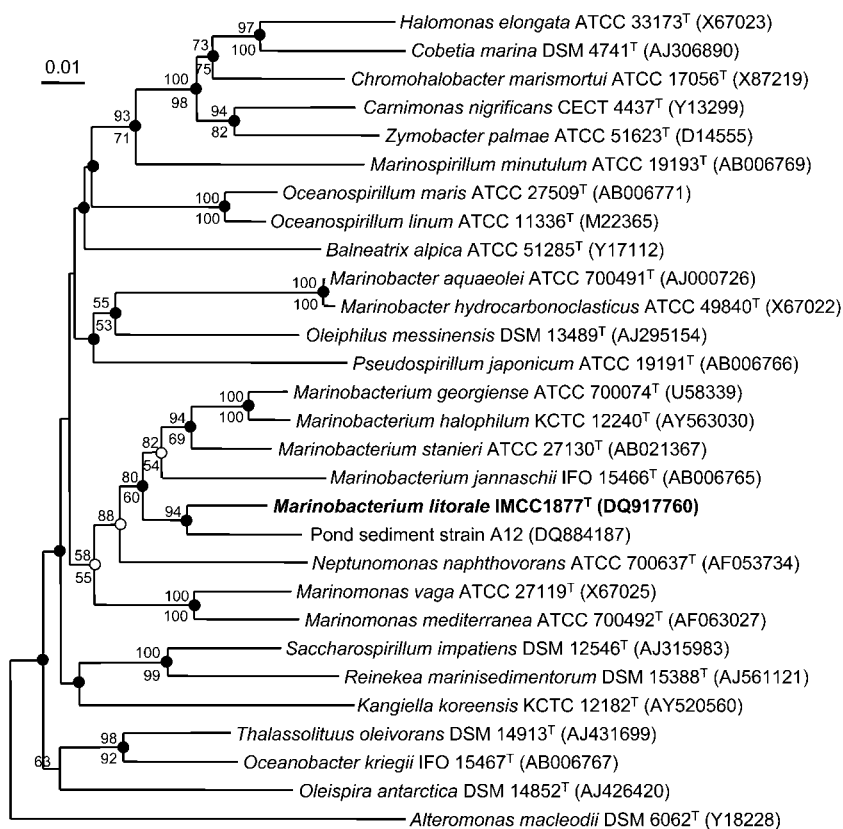 Halomonas elongata ATCC 33173ᵀ (X67023)
97
100
Cobetia marina DSM 4741ᵀ (AJ306890)
73
75
Chromohalobacter marismortui ATCC 17056ᵀ (X87219)
0.01
100
98
Carnimonas nigrificans CECT 4437ᵀ (Y13299)
94
82
Zymobacter palmae ATCC 51623ᵀ (D14555)
93
71
Marinospirillum minutulum ATCC 19193ᵀ (AB006769)
Oceanospirillum maris ATCC 27509ᵀ (AB006771)
100
100
Oceanospirillum linum ATCC 11336ᵀ (M22365)
Balneatrix alpica ATCC 51285ᵀ (Y17112)
Marinobacter aquaeolei ATCC 700491ᵀ (AJ000726)
100
100
Marinobacter hydrocarbonoclasticus ATCC 49840ᵀ (X67022)
55
53
Oleiphilus messinensis DSM 13489ᵀ (AJ295154)
Pseudospirillum japonicum ATCC 19191ᵀ (AB006766)
Marinobacterium georgiense ATCC 700074ᵀ (U58339)
100
100
Marinobacterium halophilum KCTC 12240ᵀ (AY563030)
94
69
Marinobacterium stanieri ATCC 27130ᵀ (AB021367)
82
54
Marinobacterium jannaschii IFO 15466ᵀ (AB006765)
80
60
Marinobacterium litorale IMCC1877ᵀ (DQ917760)
94
Pond sediment strain A12 (DQ884187)
88
Neptunomonas naphthovorans ATCC 700637ᵀ (AF053734)
58
55
Marinomonas vaga ATCC 27119ᵀ (X67025)
100
100
Marinomonas mediterranea ATCC 700492ᵀ (AF063027)
Saccharospirillum impatiens DSM 12546ᵀ (AJ315983)
100
99
Reinekea marinisedimentorum DSM 15388ᵀ (AJ561121)
Kangiella koreensis KCTC 12182ᵀ (AY520560)
Thalassolituus oleivorans DSM 14913ᵀ (AJ431699)
98
92
Oceanobacter kriegii IFO 15467ᵀ (AB006767)
63
Oleispira antarctica DSM 14852ᵀ (AJ426420)
Alteromonas macleodii DSM 6062ᵀ (Y18228)